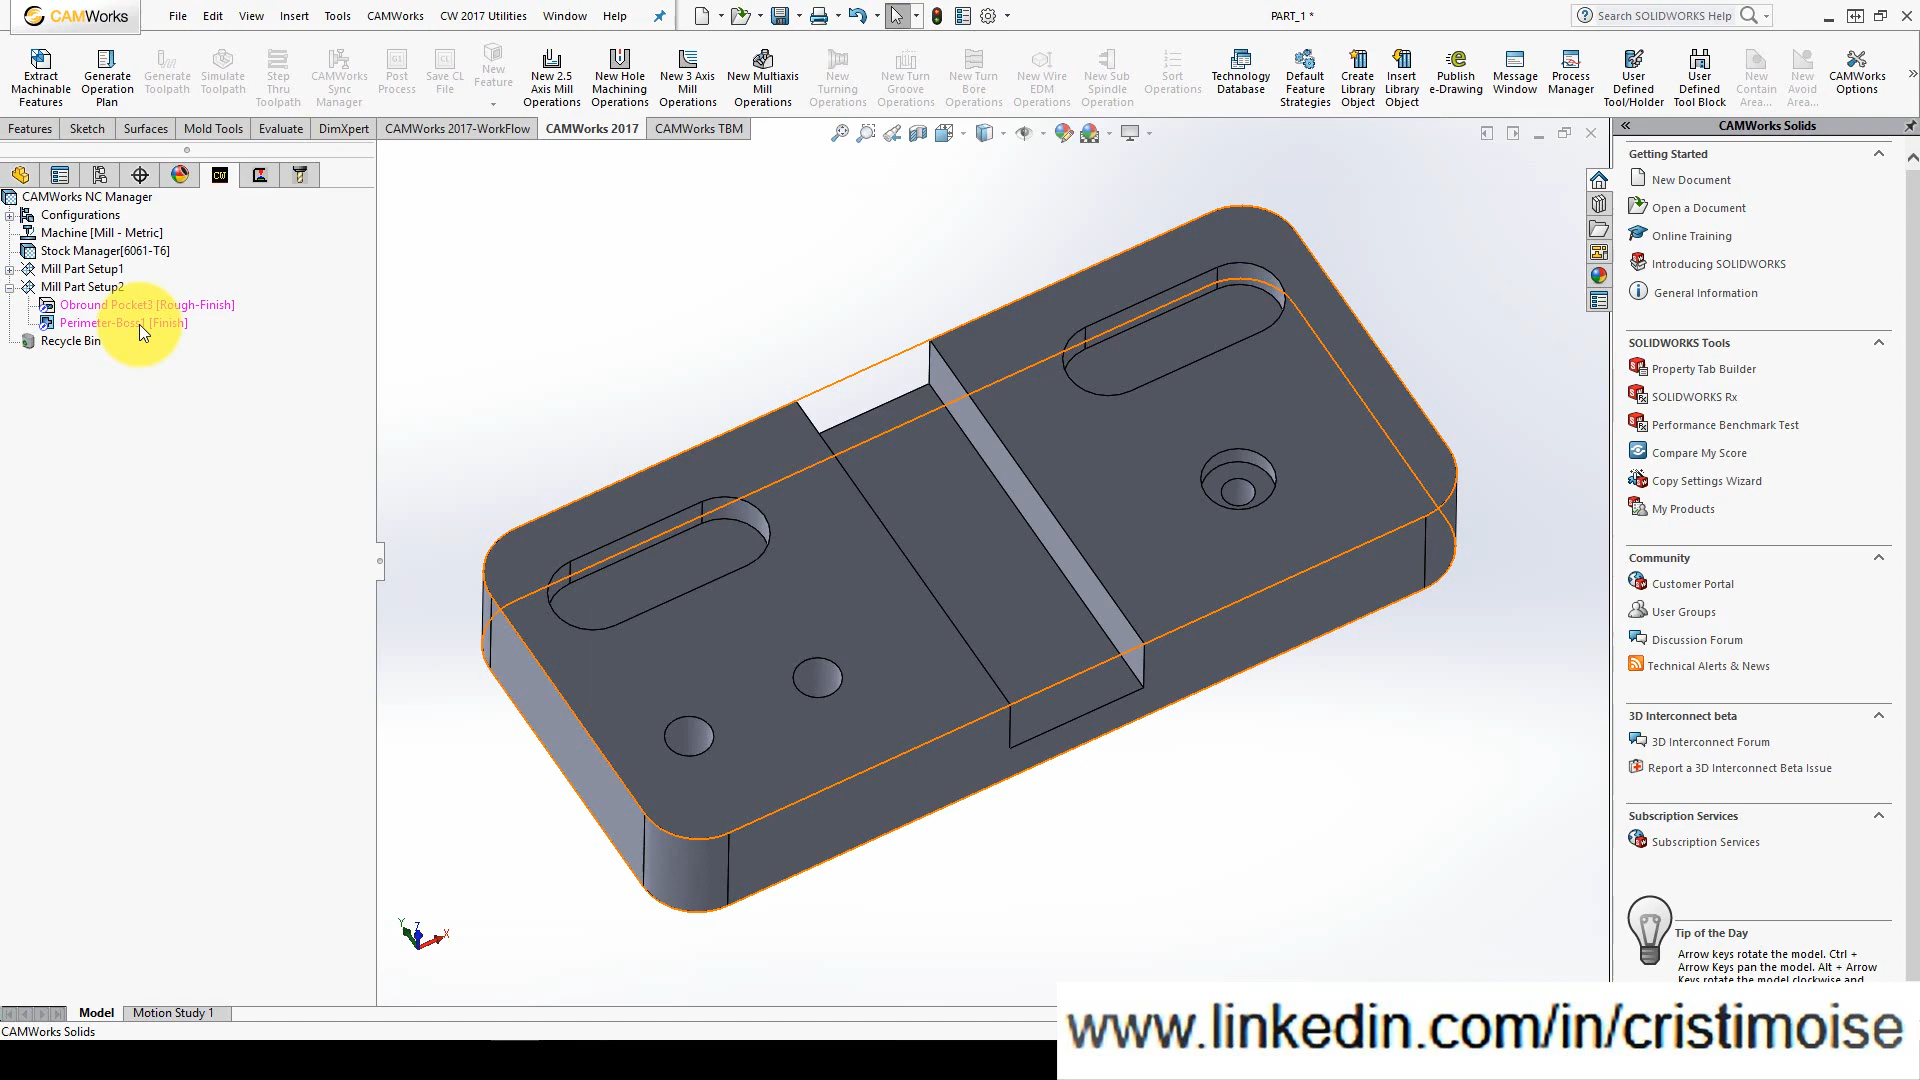 CAMWorks
File Edit View Insert Tools CAMWorks CW 2017 Utilities Window Help
PART_1 *
Search SOLIDWORKS Help
Extract Machinable Features
Generate Operation Plan
Generate Toolpath
Simulate Toolpath
Step Thru Toolpath
CAMWorks Sync Manager
Post Process
Save CL File
New Feature
New 2.5 Axis Mill Operations
New Hole Machining Operations
New 3 Axis Mill Operations
New Multiaxis Mill Operations
New Turning Operations
New Turn Groove Operations
New Turn Bore Operations
New Wire EDM Operations
New Sub Spindle Operation
Sort Operations
Technology Database
Default Feature Strategies
Create Library Object
Insert Library Object
Publish e-Drawing
Message Window
Process Manager
User Defined Tool/Holder
User Defined Tool Block
New Contain Area...
New Avoid Area...
CAMWorks Options
Features Sketch Surfaces Mold Tools Evaluate DimXpert CAMWorks 2017-WorkFlow CAMWorks 2017 CAMWorks TBM
CAMWorks NC Manager
Configurations
Machine [Mill - Metric]
Stock Manager[6061-T6]
Mill Part Setup1
Mill Part Setup2
Obround Pocket3 [Rough-Finish]
Perimeter-Boss1 [Finish]
Recycle Bin
Y Z X
CAMWorks Solids
Getting Started
New Document
Open a Document
Online Training
Introducing SOLIDWORKS
General Information
SOLIDWORKS Tools
Property Tab Builder
SOLIDWORKS Rx
Performance Benchmark Test
Compare My Score
Copy Settings Wizard
My Products
Community
Customer Portal
User Groups
Discussion Forum
Technical Alerts & News
3D Interconnect beta
3D Interconnect Forum
Report a 3D Interconnect Beta Issue
Subscription Services
Subscription Services
Tip of the Day
Arrow keys rotate the model. Ctrl +
Arrow Keys pan the model. Alt + Arrow
Keys rotate the model clockwise and
Model Motion Study 1
CAMWorks Solids
www.linkedin.com/in/cristimoise